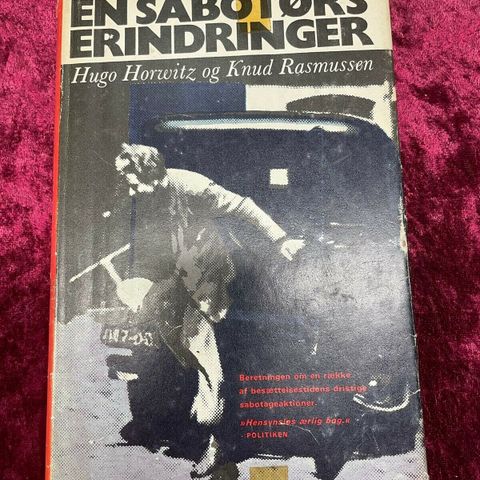 EN SABOTØRS
ERINDRINGER
Hugo Horwitz og Knud Rasmussen
Beretningen om en række
af besættelsestidens dristige
sabotageaktioner.
»Hensynsløs ærlig bog.«
POLITIKEN